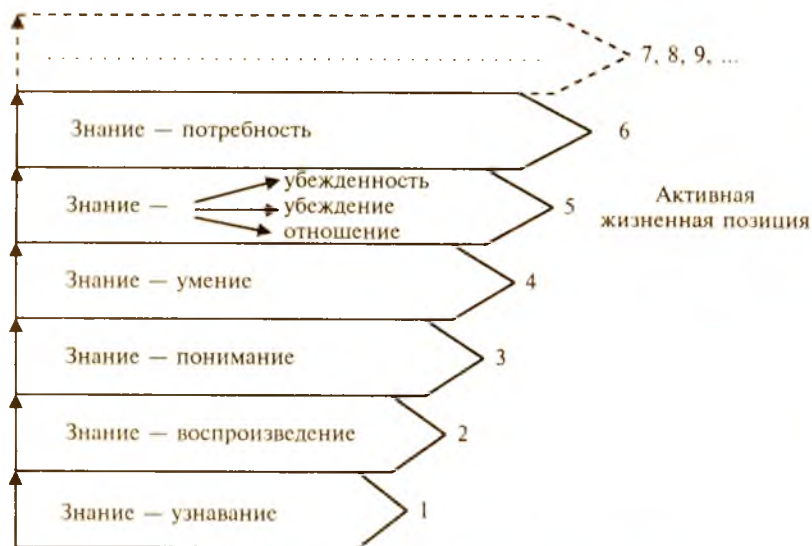 7, 8, 9, ...
Знание — потребность
6
убежденность
Знание —
убеждение
отношение
5
Активная
жизненная позиция
Знание — умение
4
Знание — понимание
3
Знание — воспроизведение
2
Знание — узнавание
1